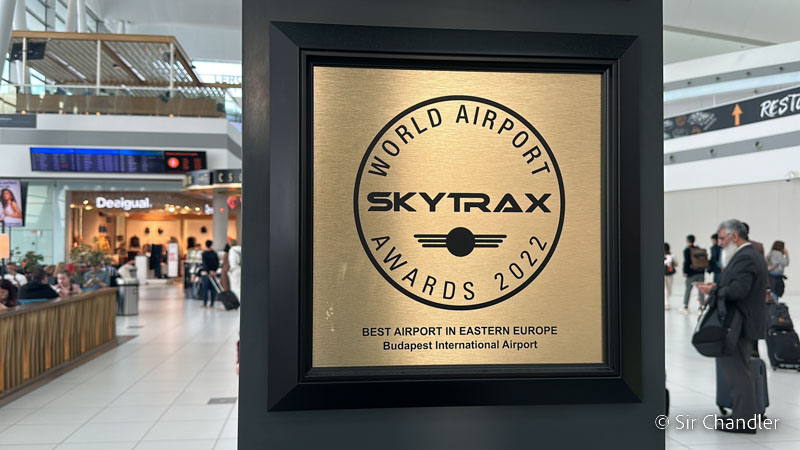 WORLD AIRPORT
SKYTRAX
AWARDS 2022
BEST AIRPORT IN EASTERN EUROPE
Budapest International Airport
Desigual.
© Sir Chandler